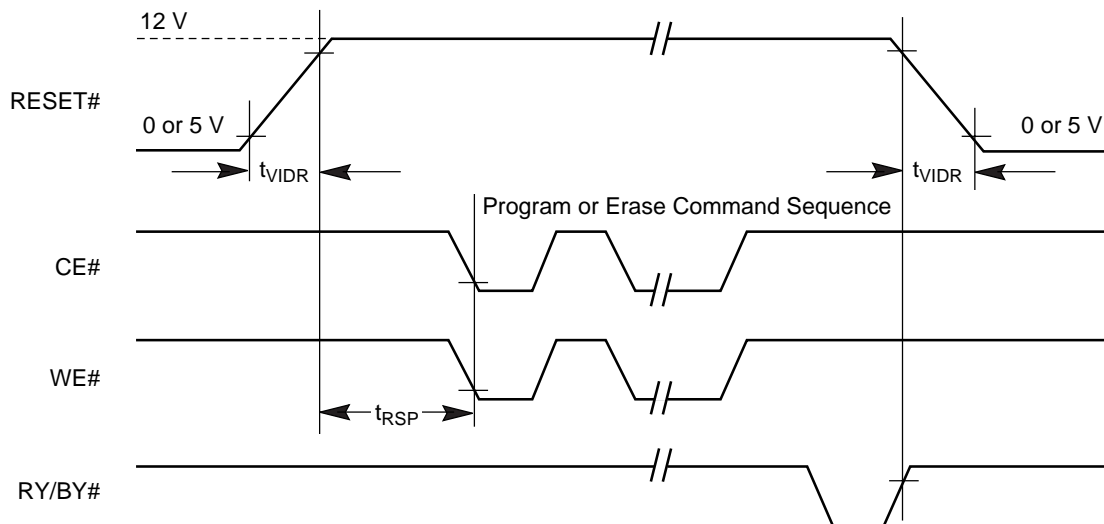 12 V
RESET#
0 or 5 V
0 or 5 V
tVIDR
tVIDR
Program or Erase Command Sequence
CE#
WE#
tRSP
RY/BY#